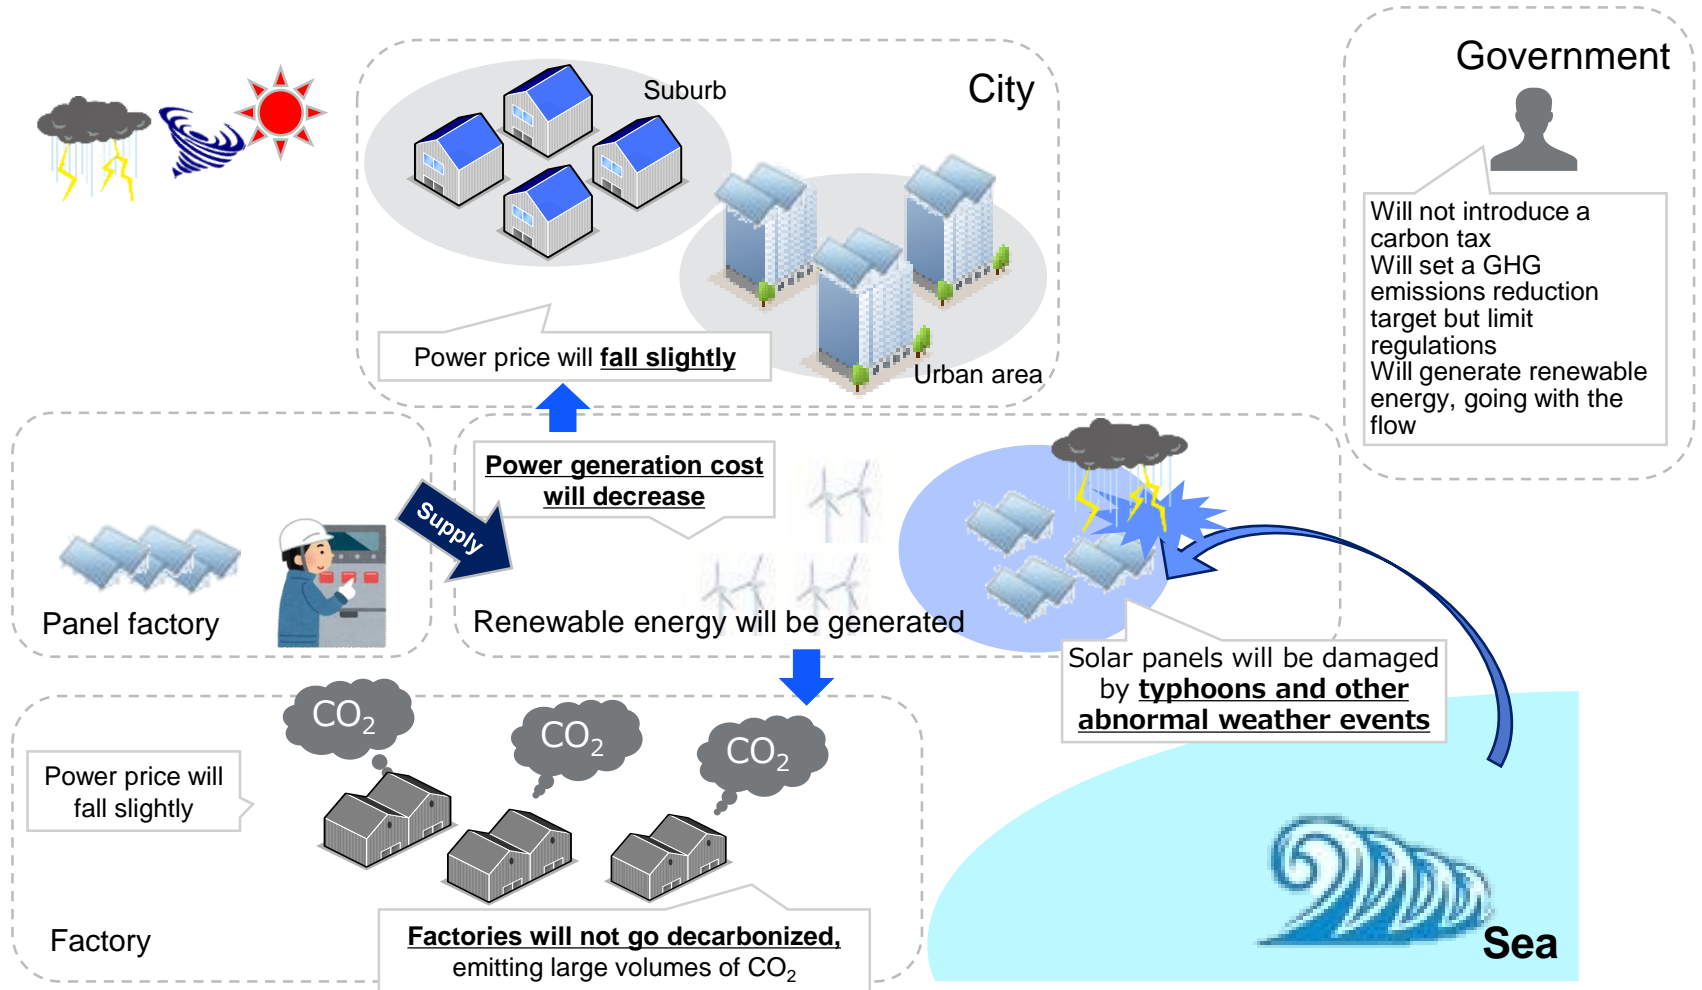 Suburb
City
Urban area
Power price will fall slightly
Government
Will not introduce a
carbon tax
Will set a GHG
emissions reduction
target but limit
regulations
Will generate renewable
energy, going with the
flow
Panel factory
Supply
Power generation cost
will decrease
Renewable energy will be generated
Solar panels will be damaged
by typhoons and other
abnormal weather events
Power price will
fall slightly
CO2
CO2
CO2
Factory
Factories will not go decarbonized,
emitting large volumes of CO2
Sea